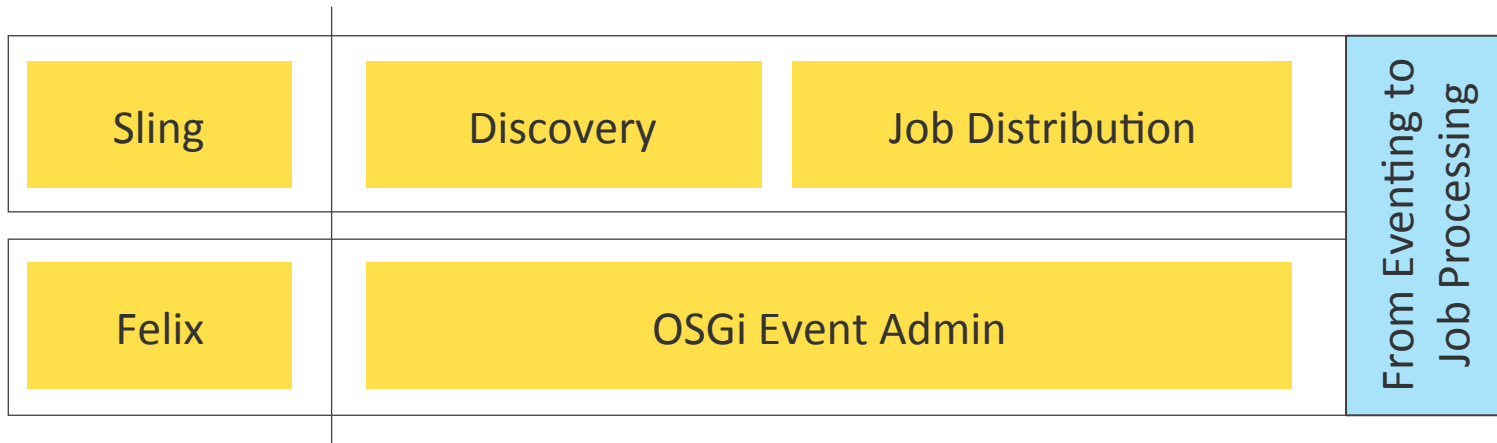 Sling
Discovery
Job Distribution
Felix
OSGi Event Admin
From Eventing to
Job Processing